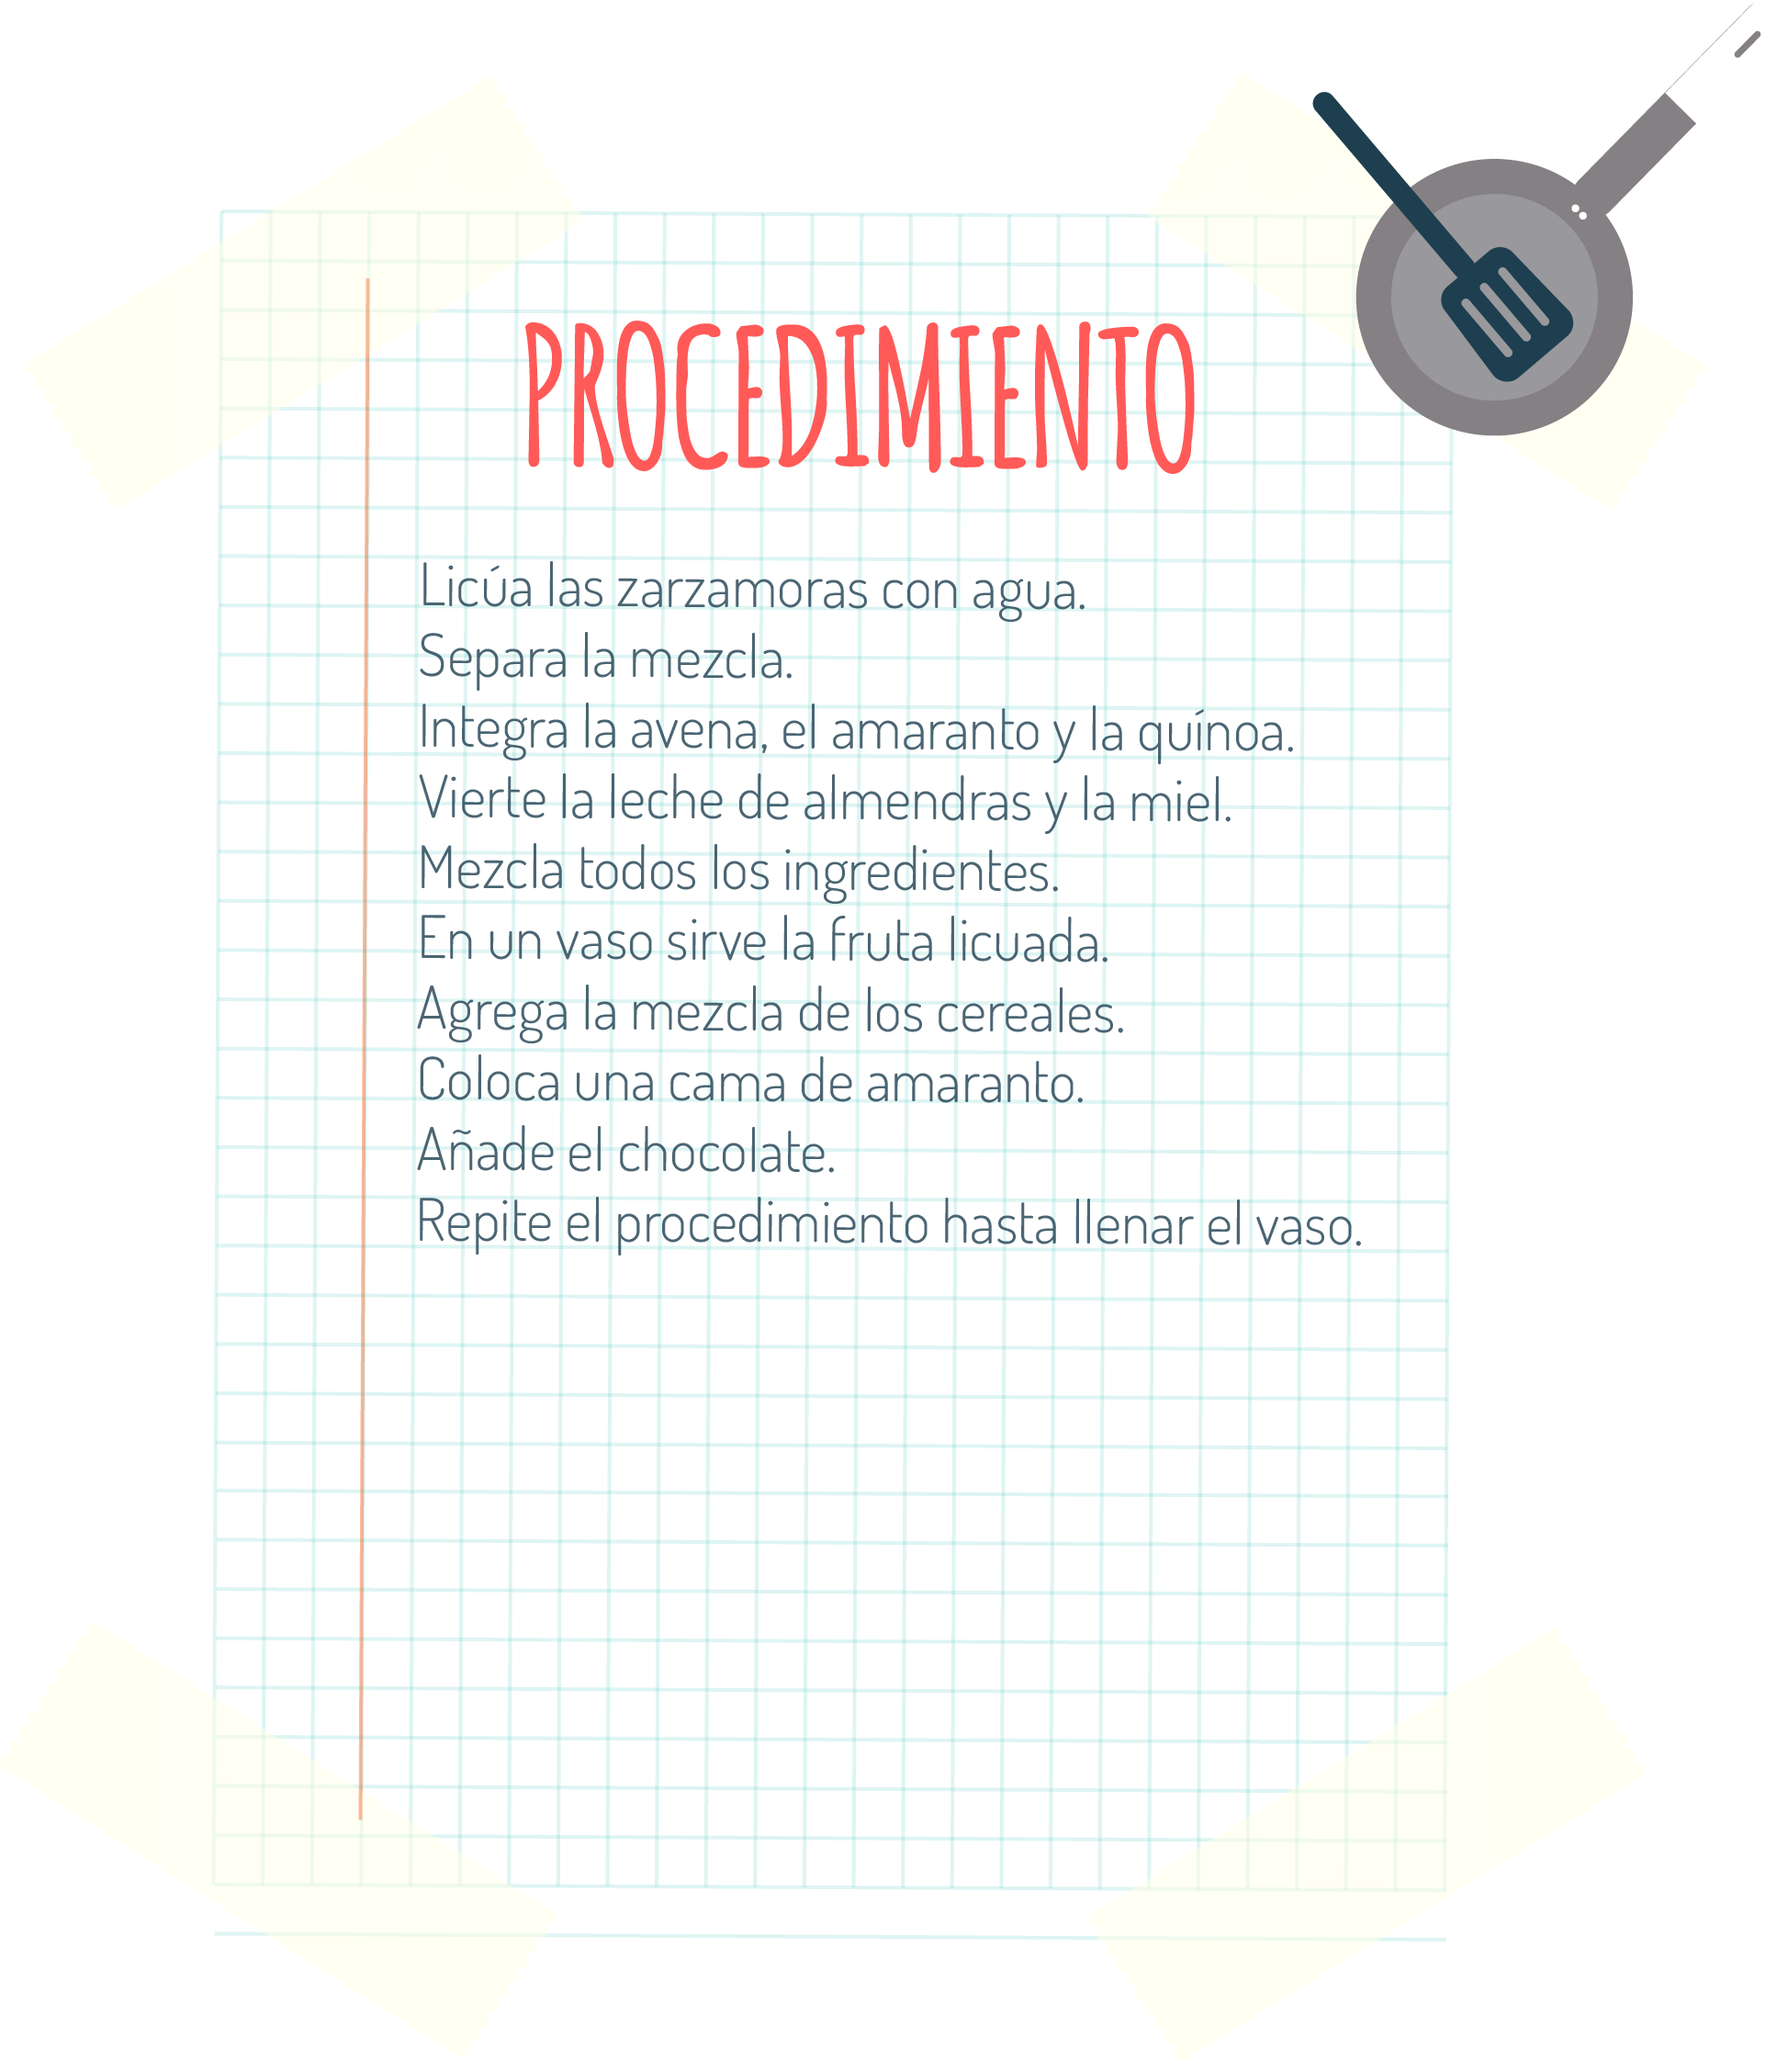 PROCEDIMIENTO
Licúa las zarzamoras con agua.
Separa la mezcla.
Integra la avena, el amaranto y la quínoa.
Vierte la leche de almendras y la miel.
Mezcla todos los ingredientes.
En un vaso sirve la fruta licuada.
Agrega la mezcla de los cereales.
Coloca una cama de amaranto.
Añade el chocolate.
Repite el procedimiento hasta llenar el vaso.